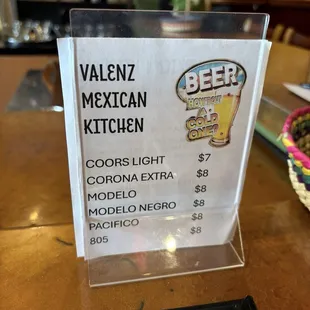 VALENZ
MEXICAN
KITCHEN
BEER
A
COLD
ONE!
COORS LIGHT $7
CORONA EXTRA $8
MODELO $8
MODELO NEGRO $8
PACIFICO $8
805 $8